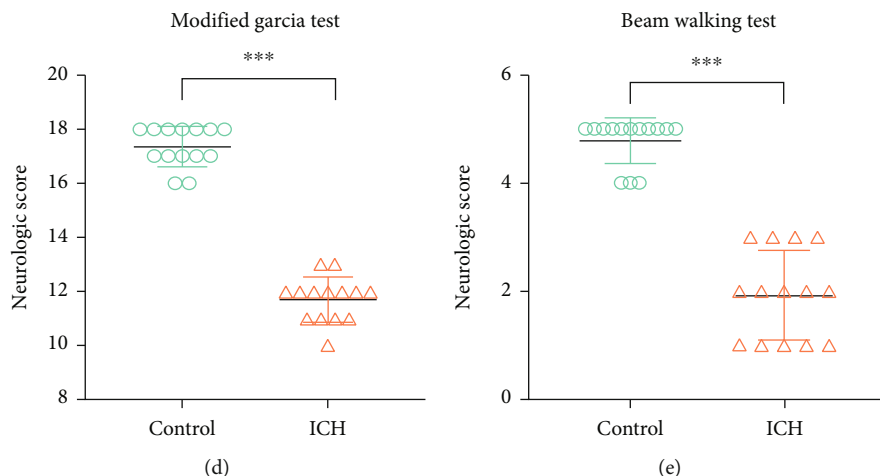 Modified garcia test
***
20
18
16
14
12
10
8
Neurologic score
Control
ICH
(d)
Beam walking test
***
6
4
2
0
Neurologic score
Control
ICH
(e)